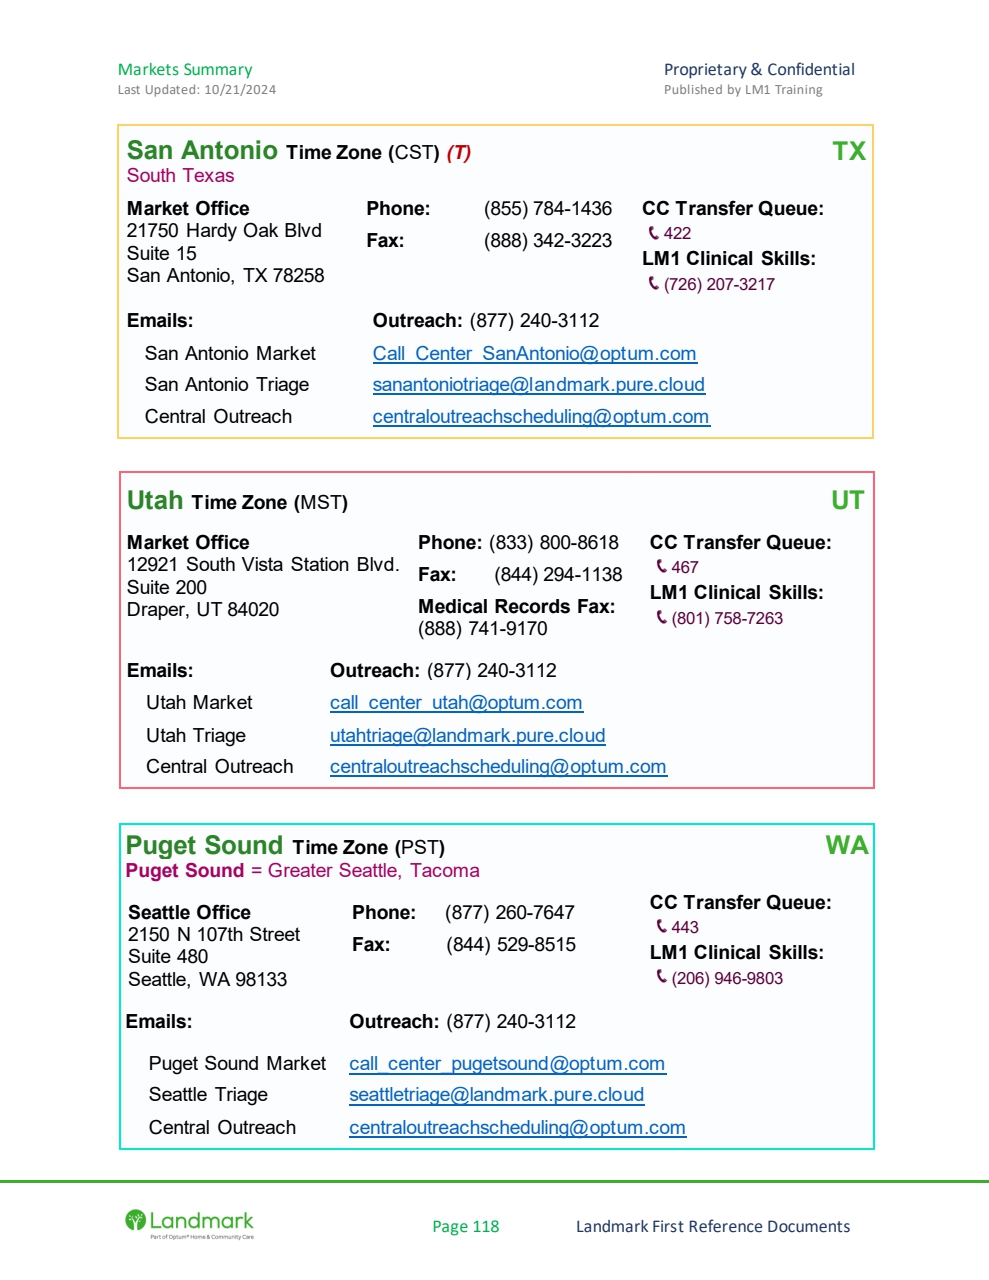 Markets Summary
Proprietary & Confidential
Last Updated: 10/21/2024
Published by LM1 Training
San Antonio Time Zone (CST) (T)
TX
South Texas
Market Office
21750 Hardy Oak Blvd
Suite 15
San Antonio, TX 78258
Phone: (855) 784-1436
Fax: (888) 342-3223
CC Transfer Queue:
422
LM1 Clinical Skills:
(726) 207-3217
Emails:
Outreach: (877) 240-3112
San Antonio Market Call_Center_SanAntonio@optum.com
San Antonio Triage sanantoniotriage@landmark.pure.cloud
Central Outreach centraloutreachscheduling@optum.com
Utah Time Zone (MST)
UT
Market Office
12921 South Vista Station Blvd.
Suite 200
Draper, UT 84020
Phone: (833) 800-8618
Fax: (844) 294-1138
Medical Records Fax:
(888) 741-9170
CC Transfer Queue:
467
LM1 Clinical Skills:
(801) 758-7263
Emails:
Outreach: (877) 240-3112
Utah Market call_center_utah@optum.com
Utah Triage utahtriage@landmark.pure.cloud
Central Outreach centraloutreachscheduling@optum.com
Puget Sound Time Zone (PST)
WA
Puget Sound = Greater Seattle, Tacoma
Seattle Office
2150 N 107th Street
Suite 480
Seattle, WA 98133
Phone: (877) 260-7647
Fax: (844) 529-8515
CC Transfer Queue:
443
LM1 Clinical Skills:
(206) 946-9803
Emails:
Outreach: (877) 240-3112
Puget Sound Market call_center_pugetsound@optum.com
Seattle Triage seattletriage@landmark.pure.cloud
Central Outreach centraloutreachscheduling@optum.com
Landmark
Part of Optum® Home & Community Care
Page 118
Landmark First Reference Documents